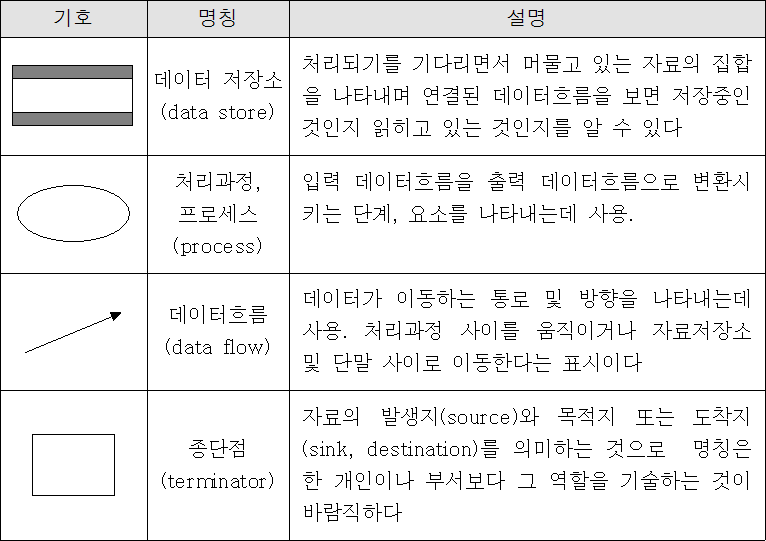 기호 명칭 설명
데이터 저장소
(data store)
처리되기를 기다리면서 머물고 있는 자료의 집합
을 나타내며 연결된 데이터흐름을 보면 저장중인
것인지 읽히고 있는 것인지를 알 수 있다
처리과정,
프로세스
(process)
입력 데이터흐름을 출력 데이터흐름으로 변환시
키는 단계, 요소를 나타내는데 사용.
데이터흐름
(data flow)
데이터가 이동하는 통로 및 방향을 나타내는데
사용. 처리과정 사이를 움직이거나 자료저장소
및 단말 사이로 이동한다는 표시이다
종단점
(terminator)
자료의 발생지(source)와 목적지 또는 도착지
(sink, destination)를 의미하는 것으로 명칭은
한 개인이나 부서보다 그 역할을 기술하는 것이
바람직하다